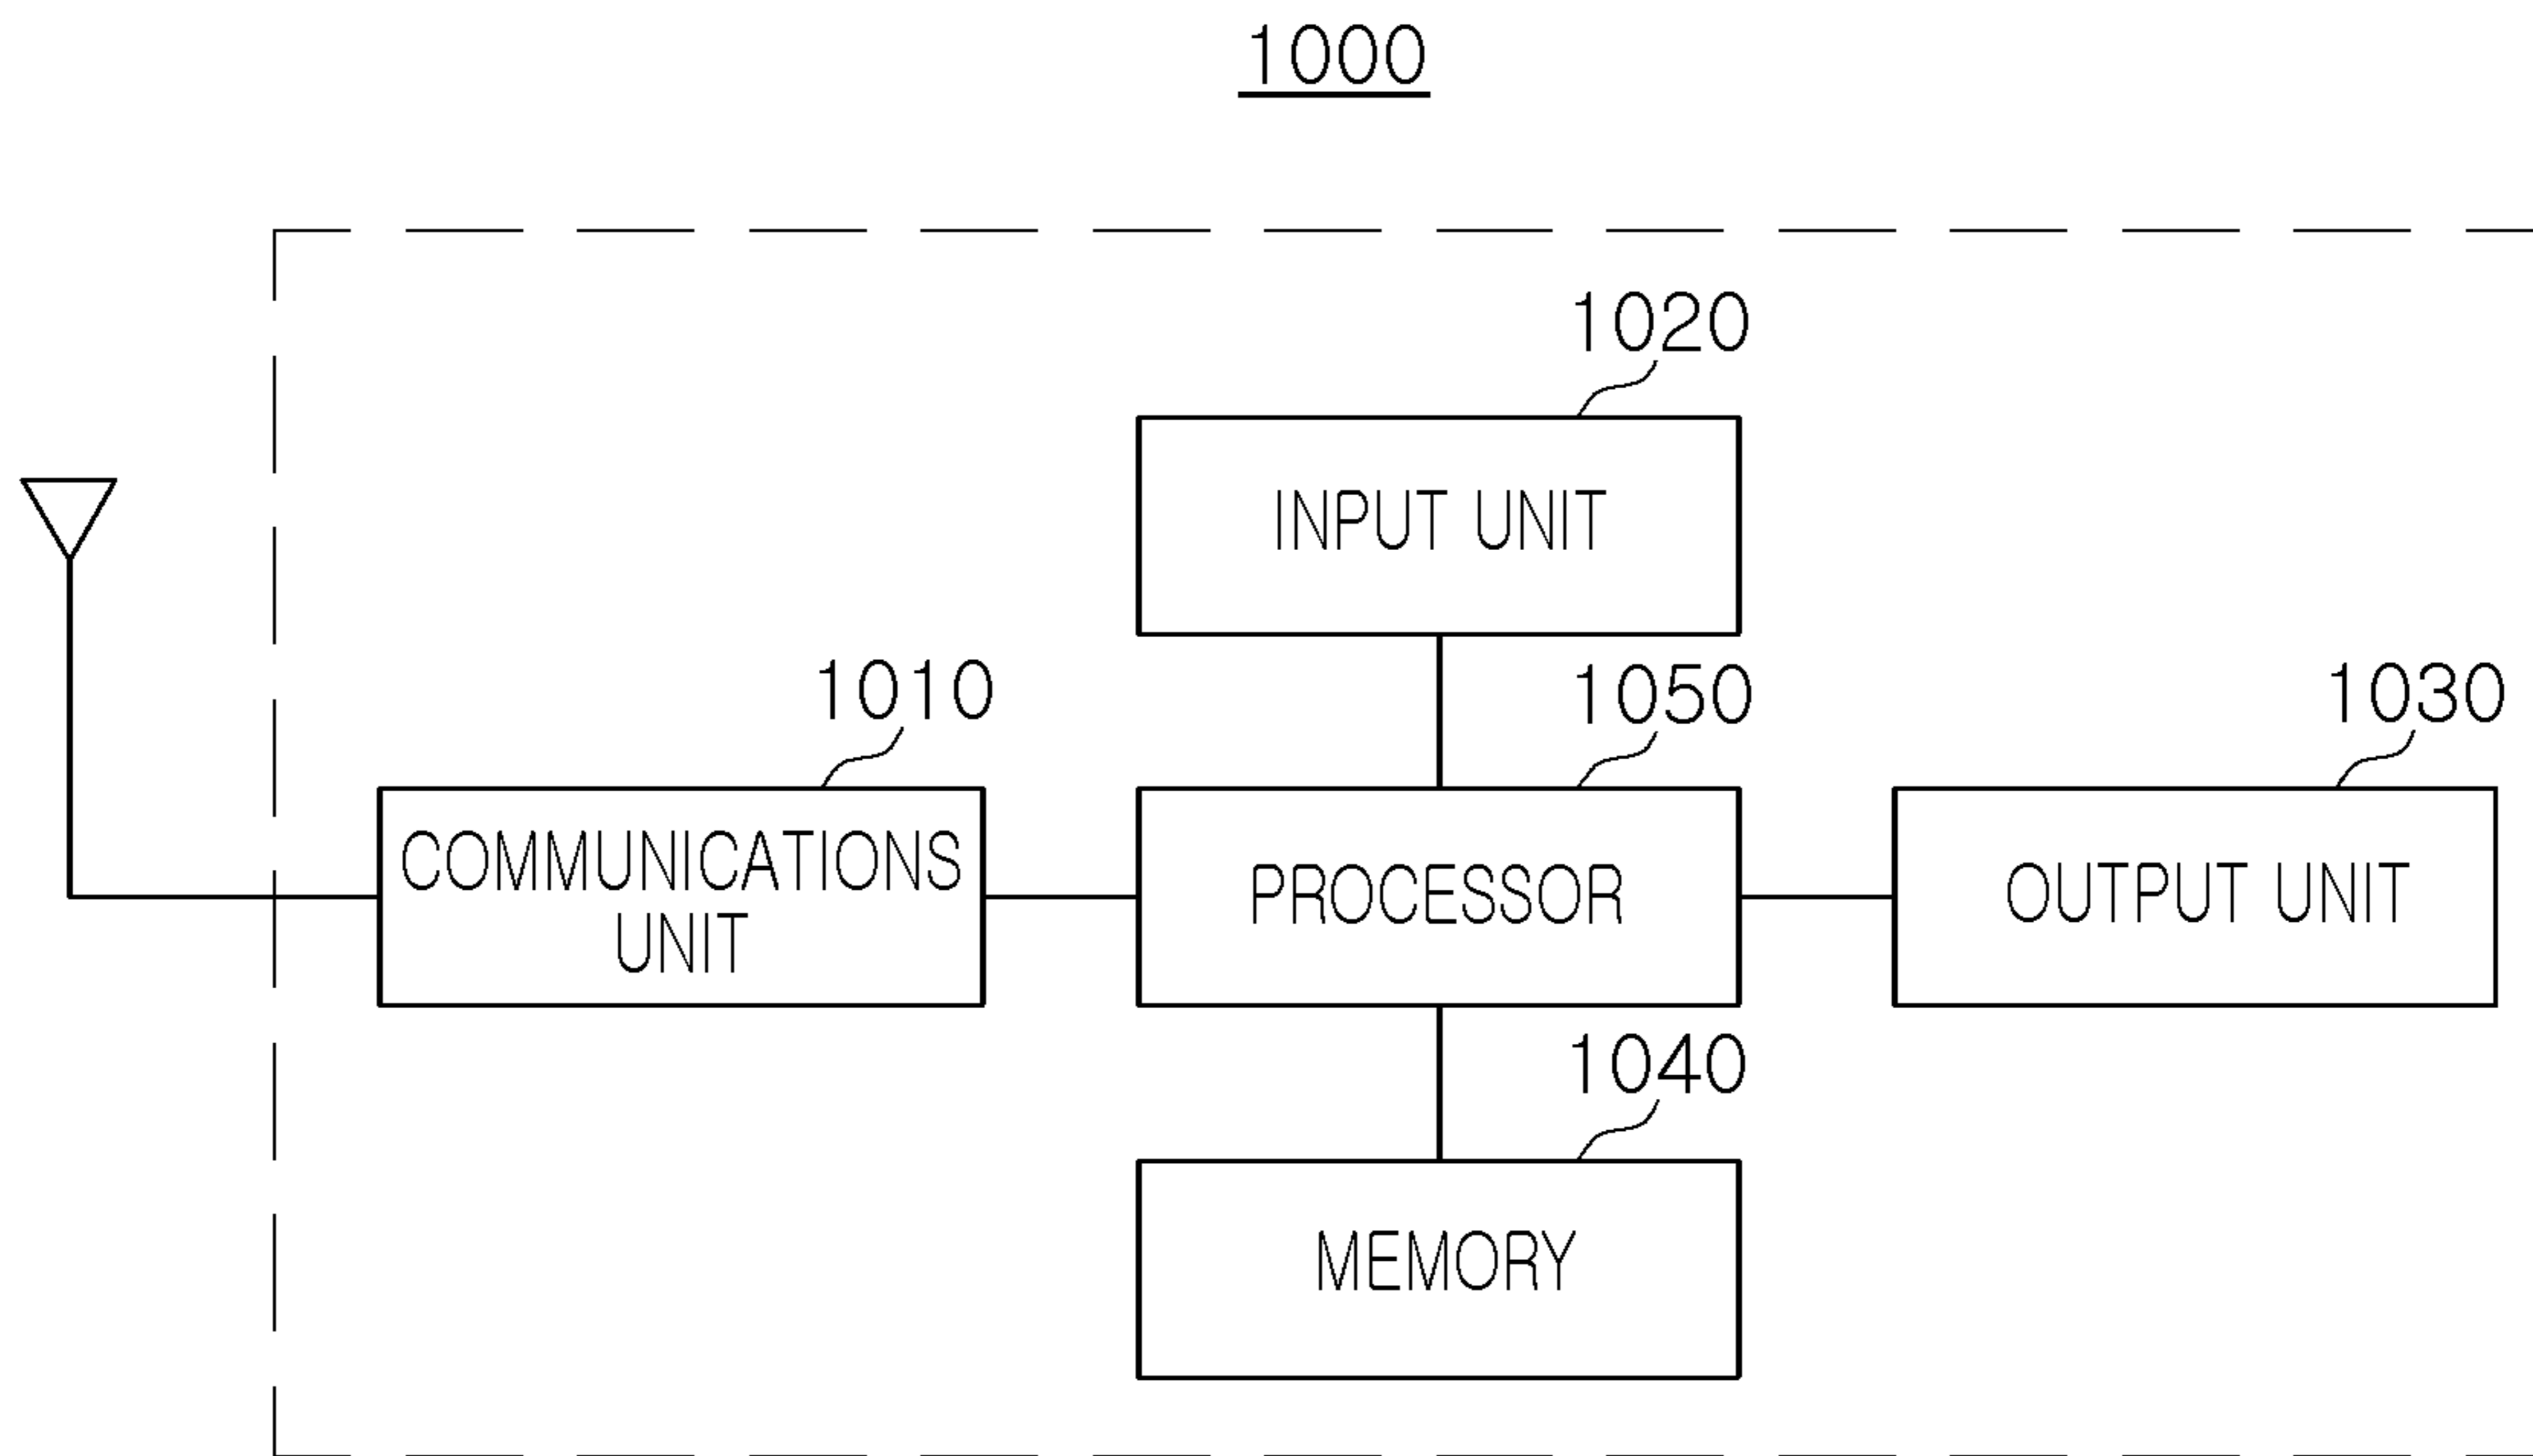 1000
1020
INPUT UNIT
1010
1050
1030
COMMUNICATIONS
UNIT
PROCESSOR
OUTPUT UNIT
1040
MEMORY